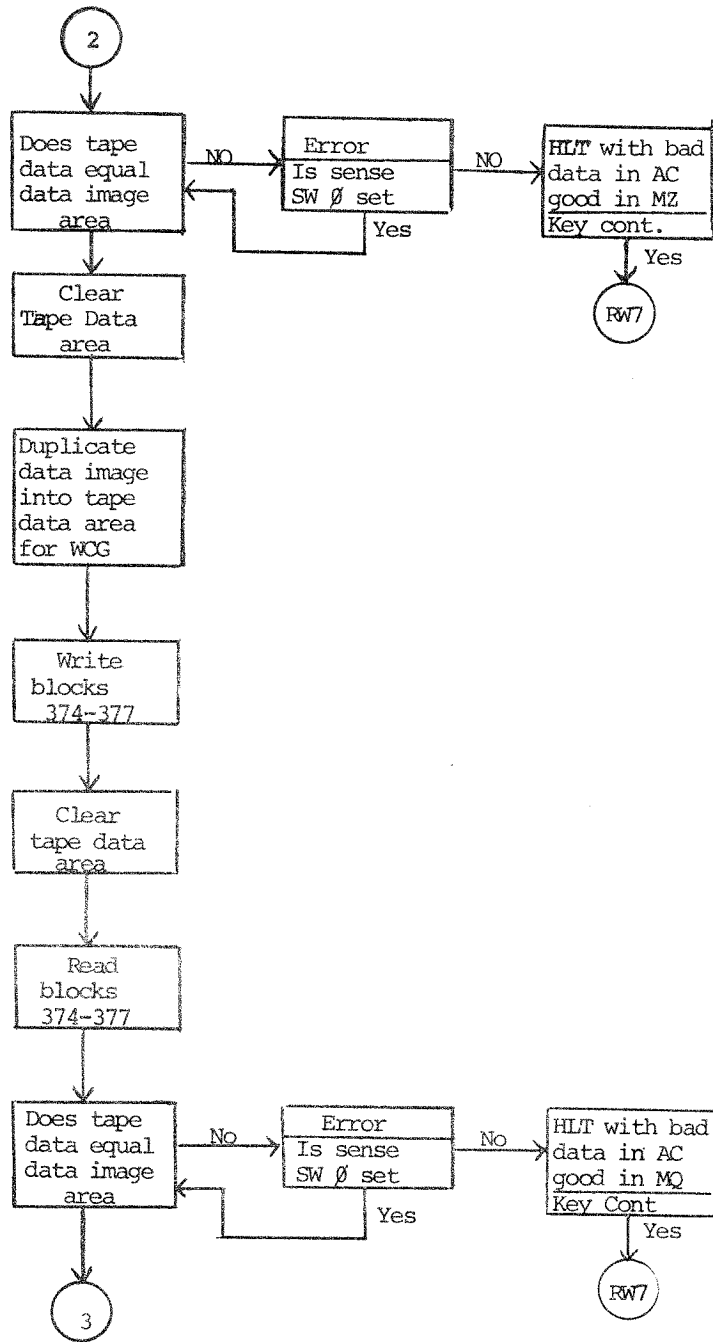 2
Does tape
data equal
data image
area
NO
Error
Is sense
SW Ø set
Yes
NO
HLT with bad
data in AC
good in MZ
Key cont.
Yes
RW7
Clear
Tape Data
area
Duplicate
data image
into tape
data area
for WCG
Write
blocks
374-377
Clear
tape data
area
Read
blocks
374-377
Does tape
data equal
data image
area
No
Error
Is sense
SW Ø set
Yes
No
HLT with bad
data in AC
good in MQ
Key Cont
Yes
RW7
3